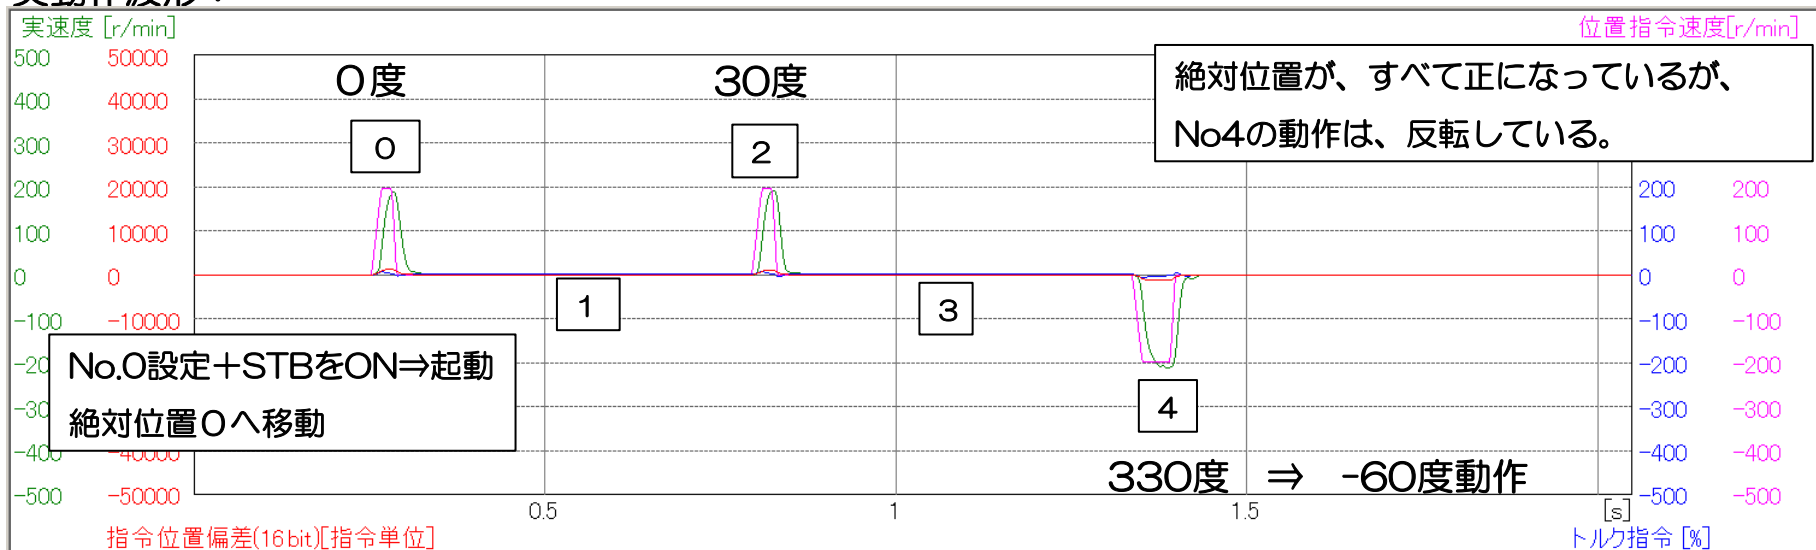 実速度 [r/min]
位置指令速度[r/min]
500 50000
400 40000
300 30000
200 20000 200 200
100 10000 100 100
0 0 0 0
-100 -10000 -100 -100
-20 -200 -200
-30 -300 -300
-400 -40000 -400 -400
-500 -50000 -500 -500
0度
30度
0
2
絶対位置が、すべて正になっているが、
No4の動作は、反転している。
1
3
No.0設定+STBをON⇒起動
絶対位置0へ移動
4
330度 ⇒ -60度動作
0.5 1 1.5 [s]
指令位置偏差(16bit)[指令単位]
トルク指令 [%]